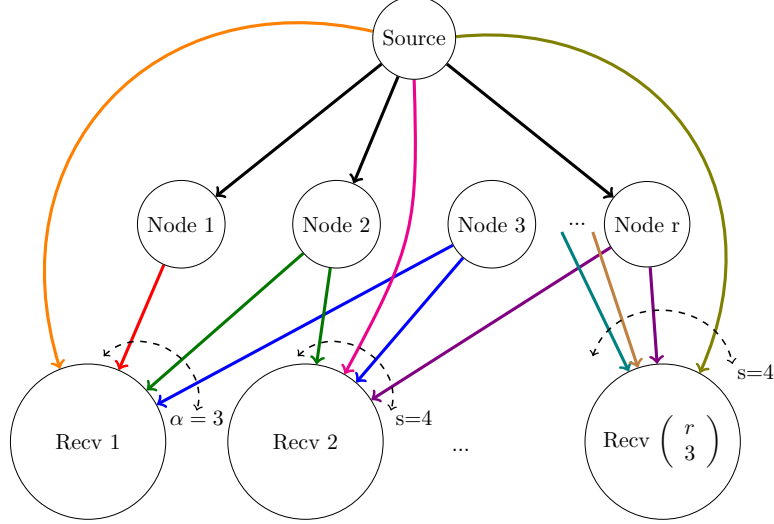 Source
Node 1
Node 2
Node 3
...
Node r
α = 3
s=4
s=4
Recv 1
Recv 2
...
Recv ( r
3 )